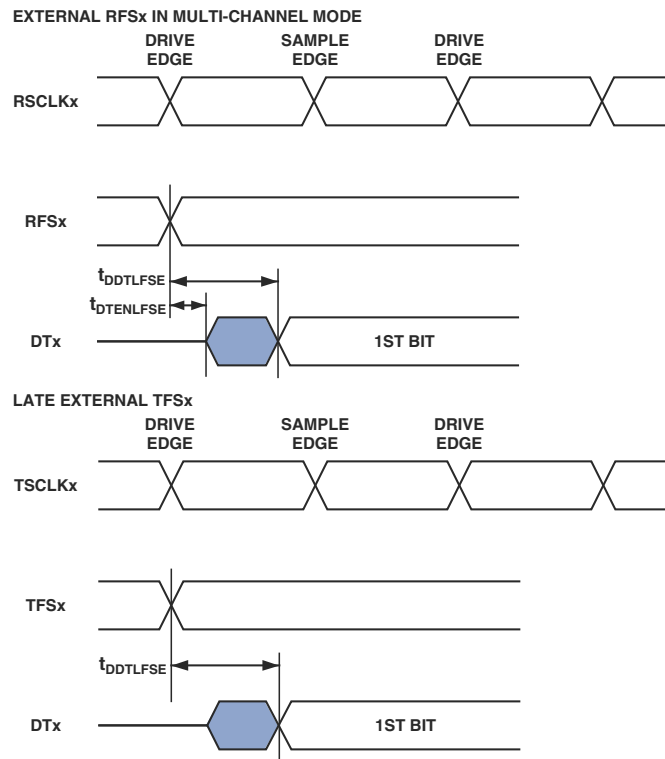 EXTERNAL RFSx IN MULTI-CHANNEL MODE
DRIVE EDGE
SAMPLE EDGE
DRIVE EDGE
RSCLKx
RFSx
tDDTLFSE
tDTENLFSE
DTx
1ST BIT
LATE EXTERNAL TFSx
DRIVE EDGE
SAMPLE EDGE
DRIVE EDGE
TSCLKx
TFSx
tDDTLFSE
DTx
1ST BIT